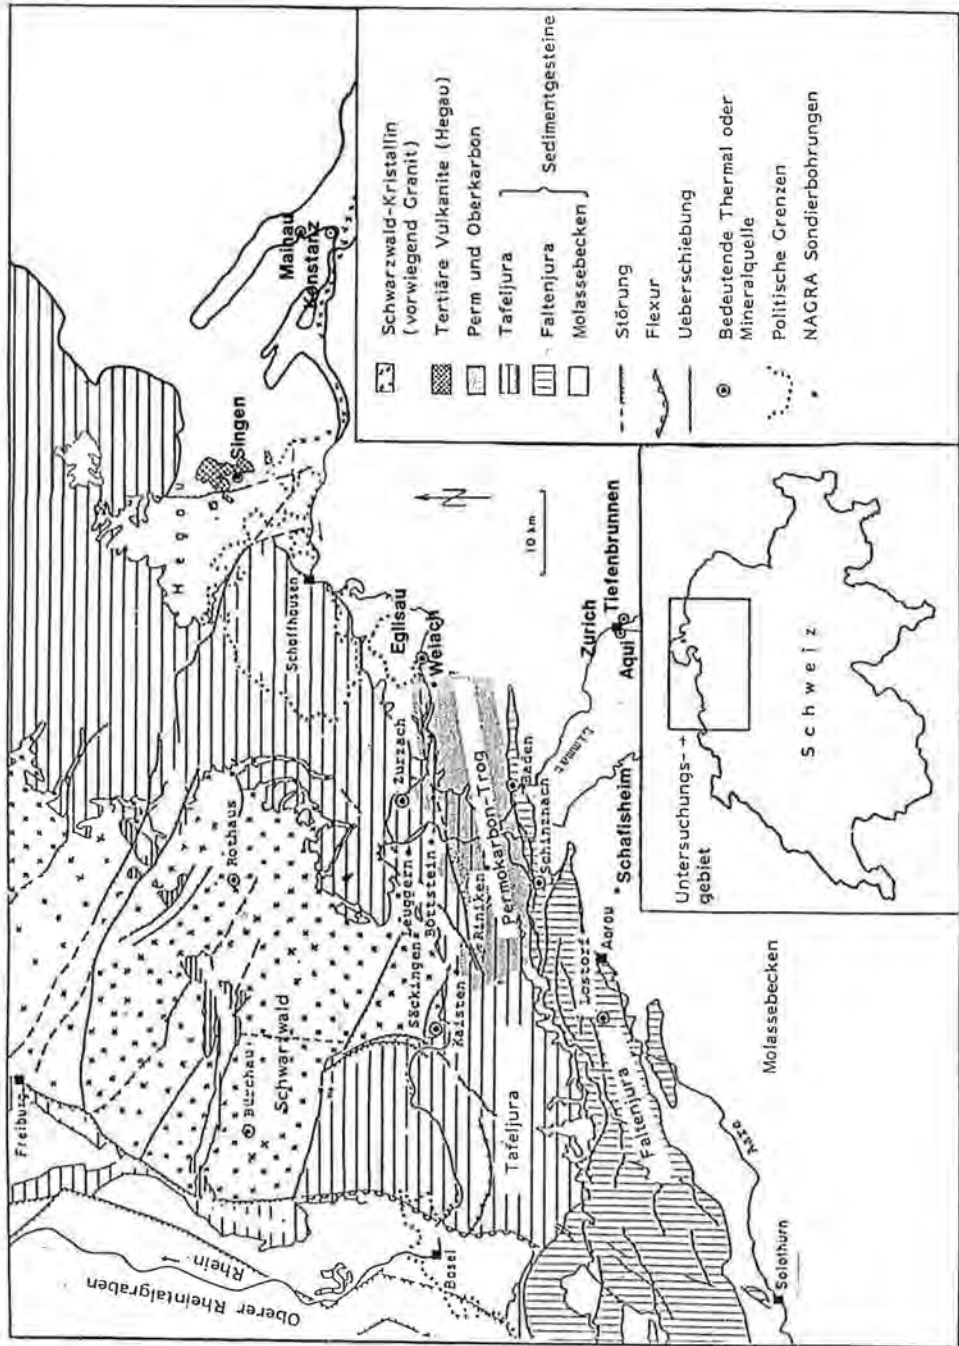 Freiburg
Oberer Rheintalgraben
Rhein
Basel
Solothurn
Bürchau
Schwarzwald
Rothaus
Säckingen
Kaisten
Leuggern
Böttstein
Zurzach
Riniken
Permokarbon-Trog
Tafeljura
Faltenjura
Lostorf
Aarau
Aare
Schinznach
Baden
Limmat
Schafisheim
Molassebecken
Hegau
Singen
Schaffhausen
Eglisau
Weiach
Mainau
Konstanz
Zürich
Tiefenbrunnen
Aqui
N
10 km
Untersuchungs-
gebiet
Schweiz
Schwarzwald-Kristallin
(vorwiegend Granit)
Tertiäre Vulkanite (Hegau)
Perm und Oberkarbon
Tafeljura
Faltenjura
Molassebecken
Sedimentgesteine
Störung
Flexur
Ueberschiebung
Bedeutende Thermal oder
Mineralquelle
Politische Grenzen
NAGRA Sondierbohrungen